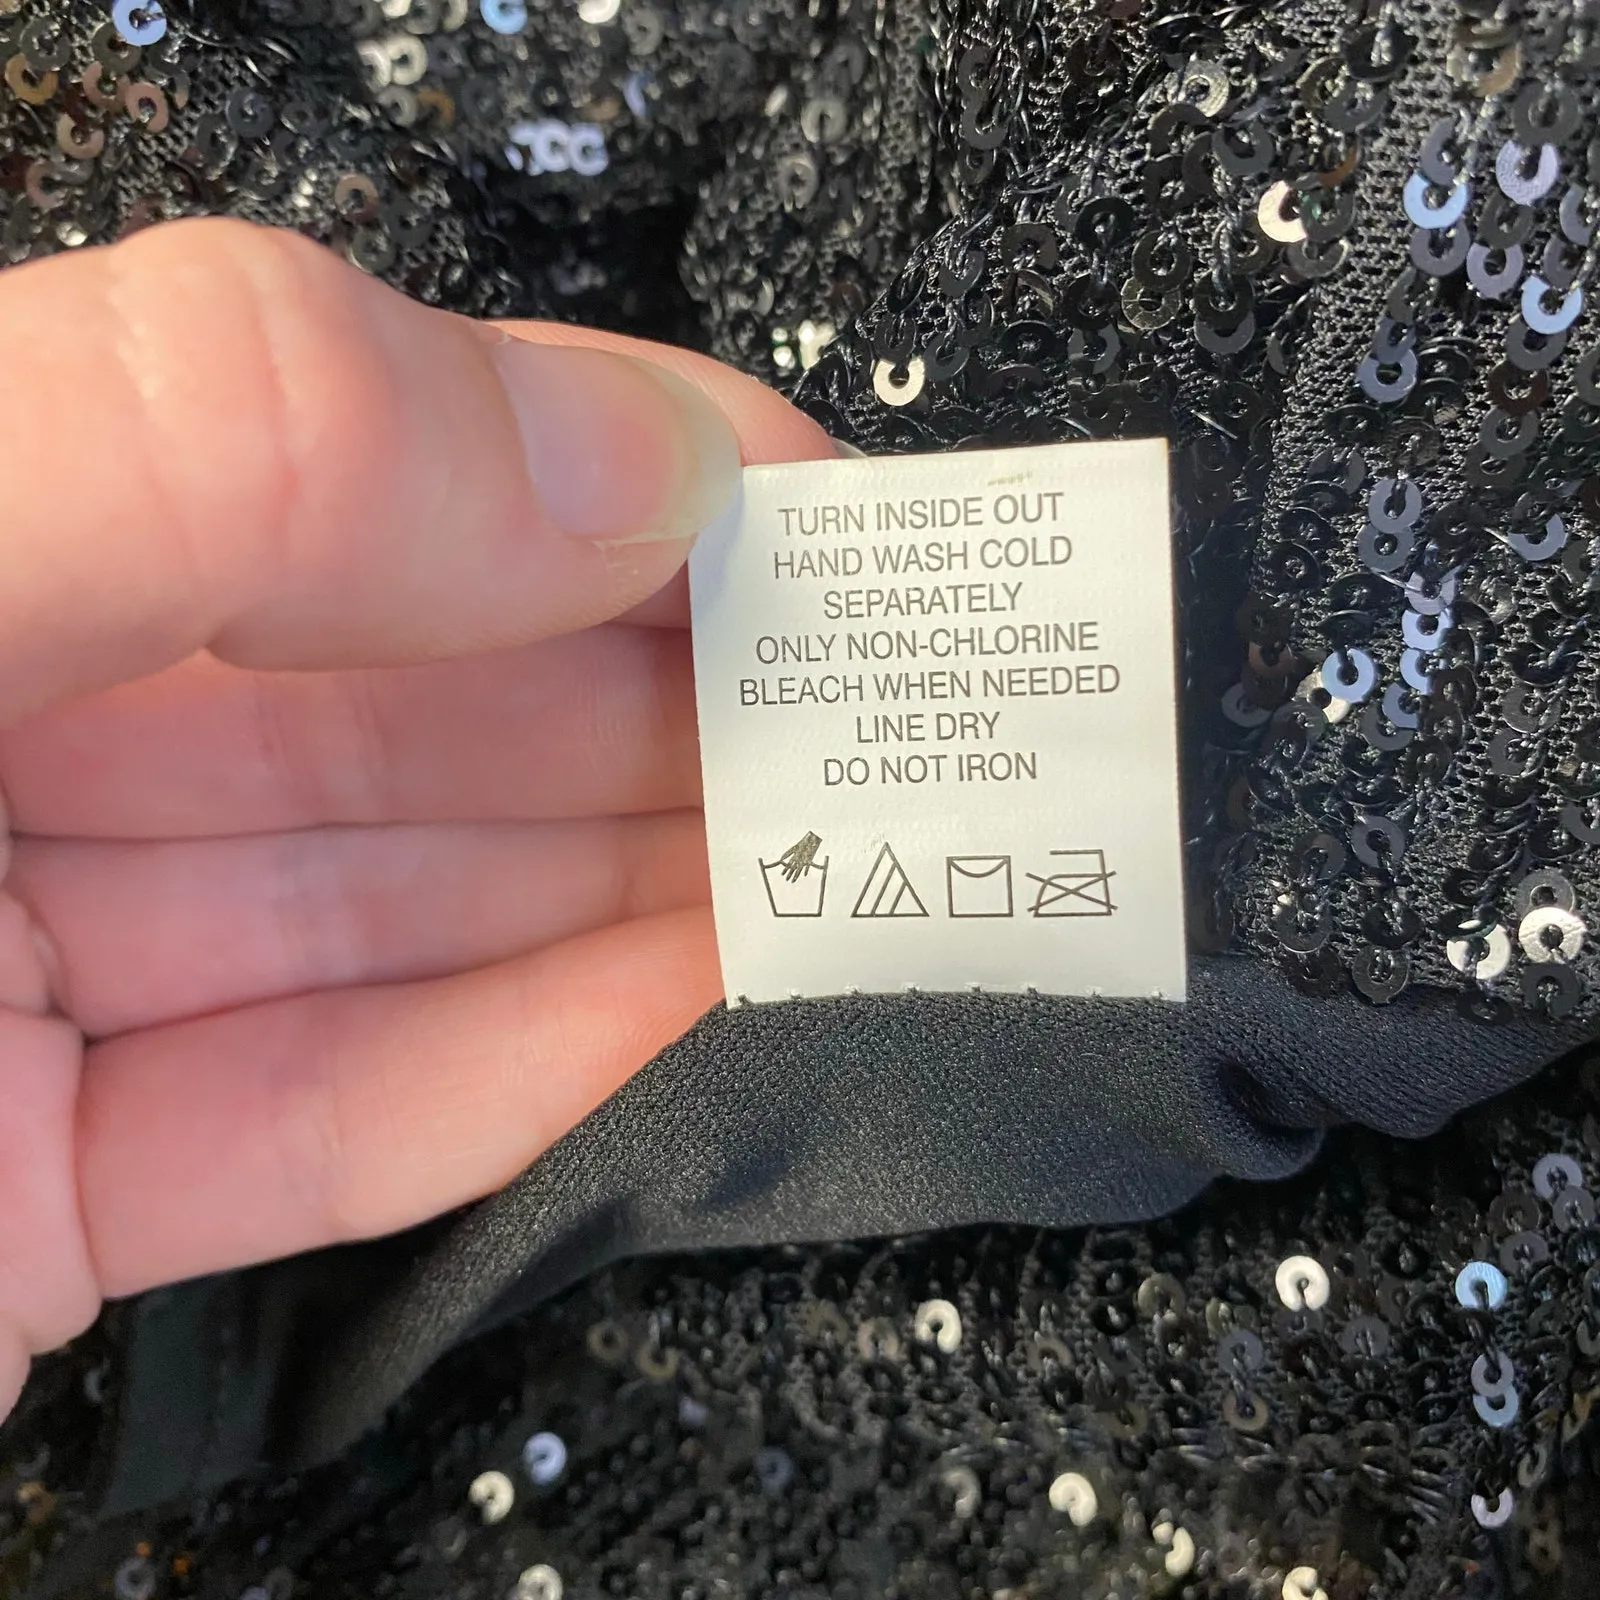 TURN INSIDE OUT
HAND WASH COLD
SEPARATELY
ONLY NON-CHLORINE
BLEACH WHEN NEEDED
LINE DRY
DO NOT IRON